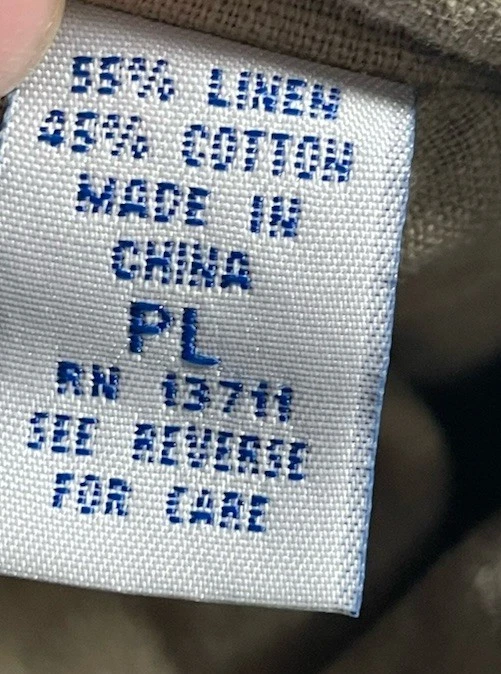 55% LINEN
45% COTTON
MADE IN
CHINA
PL
RN 13711
SEE REVERSE
FOR CARE